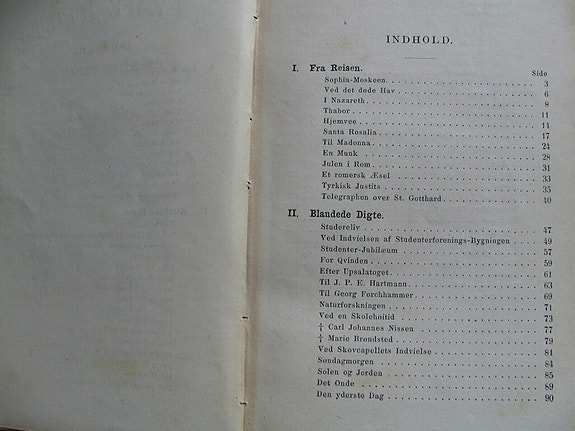 INDHOLD.
I. Fra Reisen.
Side
Sophia-Moskeen. 3
Ved det døde Hav 6
I Nazareth 8
Thabor 11
Hjemvee 14
Santa Rosalia 17
Til Madonna 24
En Munk 28
Julen i Rom 31
Et romersk Æsel 33
Tyrkisk Justits 35
Telegraphen over St. Gotthard 40
II. Blandede Digte.
Studereliv 47
Ved Indvielsen af Studenterforenings-Bygningen 49
Studenter-Jubilæum 57
For Qvinden 59
Efter Upsalatoget 61
Til J. P. E. Hartmann 63
Til Georg Forchhammer 69
Naturforskningen 71
Ved en Skolehøitid 73
† Carl Johannes Nissen 77
† Marie Brøndsted 79
Ved Skovcapellets Indvielse 81
Søndagmorgen 84
Solen og Jorden 85
Det Onde 89
Den yderste Dag 90